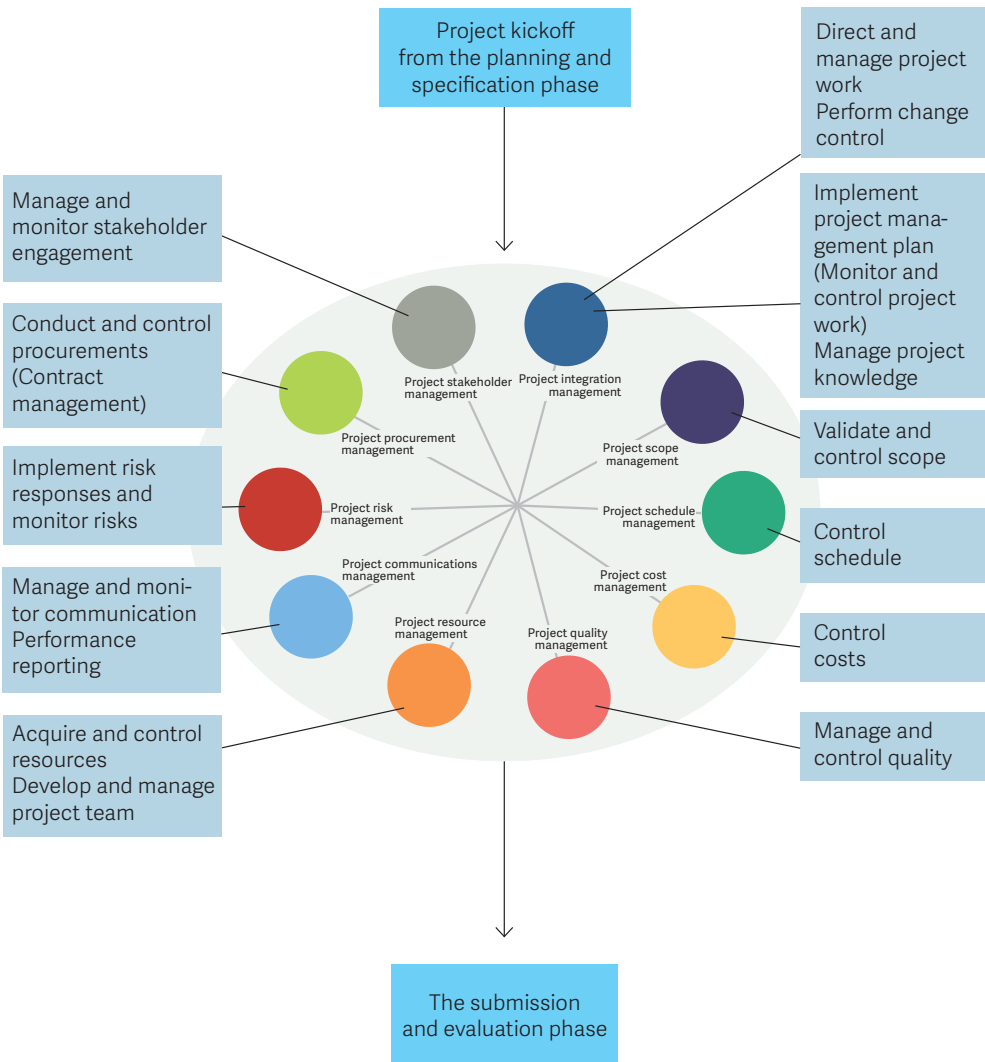 Project kickoff
from the planning and
specification phase
Direct and
manage project
work
Perform change
control
Implement
project mana-
gement plan
(Monitor and
control project
work)
Manage project
knowledge
Validate and
control scope
Control
schedule
Control
costs
Manage and
control quality
Manage and
monitor stakeholder
engagement
Conduct and control
procurements
(Contract
management)
Implement risk
responses and
monitor risks
Manage and moni-
tor communication
Performance
reporting
Acquire and control
resources
Develop and manage
project team
Project stakeholder
management
Project integration
management
Project procurement
management
Project scope
management
Project risk
management
Project schedule
management
Project communications
management
Project cost
management
Project resource
management
Project quality
management
The submission
and evaluation phase